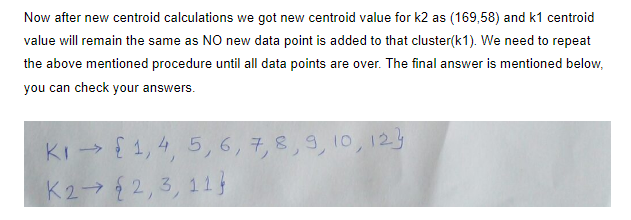 Now after new centroid calculations we got new centroid value for k2 as (169,58) and k1 centroid
value will remain the same as NO new data point is added to that cluster(k1). We need to repeat
the above mentioned procedure until all data points are over. The final answer is mentioned below,
you can check your answers.
K1 → { 1, 4, 5, 6, 7, 8, 9, 10, 12}
K2 → { 2, 3, 11}